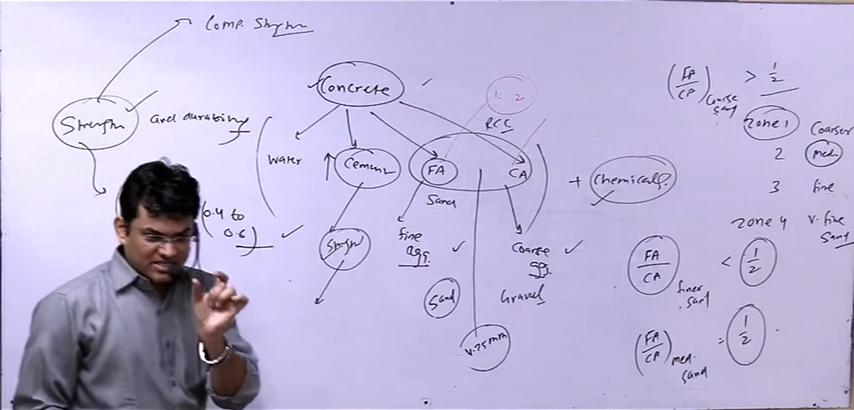 Comp. Strength
Strength and durability
(0.4 to
0.6)
Concrete
1: 2
RCC
Water
Cement
FA
CA
+ Chemicals
Sand
Strength
fine
agg.
Sand
Coarse
agg.
Gravel
4.75mm
(FA/CA) Coarse sand > 1/2
Zone 1 Coarser
2 med
3 fine
Zone 4 v. fine
sand
FA/CA finer sand < 1/2
(FA/CA) med. sand = 1/2